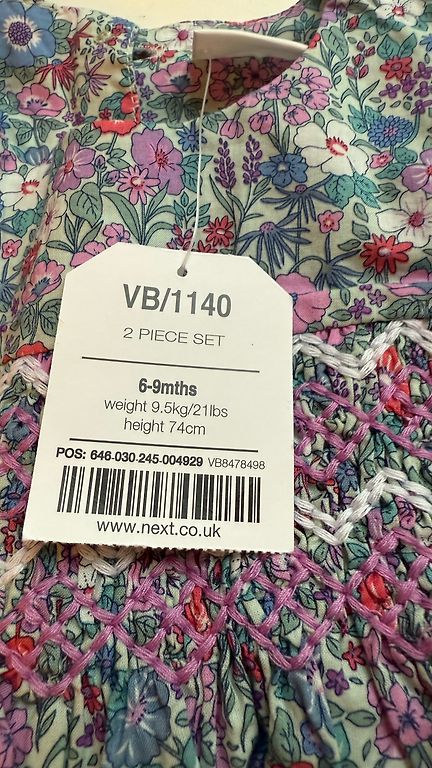 VB/1140
2 PIECE SET
6-9mths
weight 9.5kg/21lbs
height 74cm
POS: 646-030-245-004929 VB8478498
www.next.co.uk